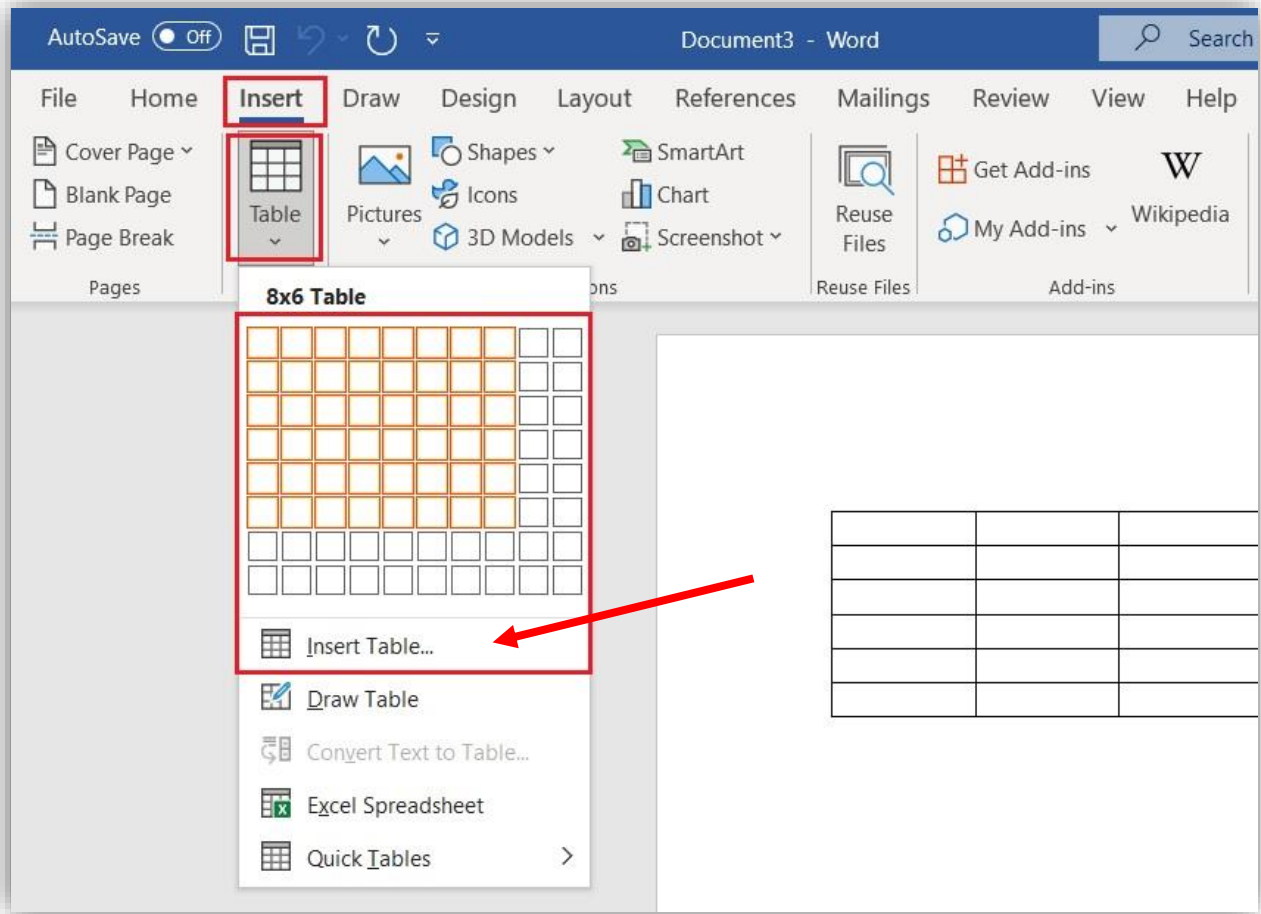 AutoSave Off Document3 - Word Search
File Home Insert Draw Design Layout References Mailings Review View Help
Cover Page
Blank Page
Page Break
Pages
Table
Pictures
Shapes
Icons
3D Models
SmartArt
Chart
Screenshot
ons
Reuse
Files
Reuse Files
Get Add-ins
My Add-ins
W
Wikipedia
Add-ins
8x6 Table
Insert Table...
Draw Table
Convert Text to Table...
Excel Spreadsheet
Quick Tables